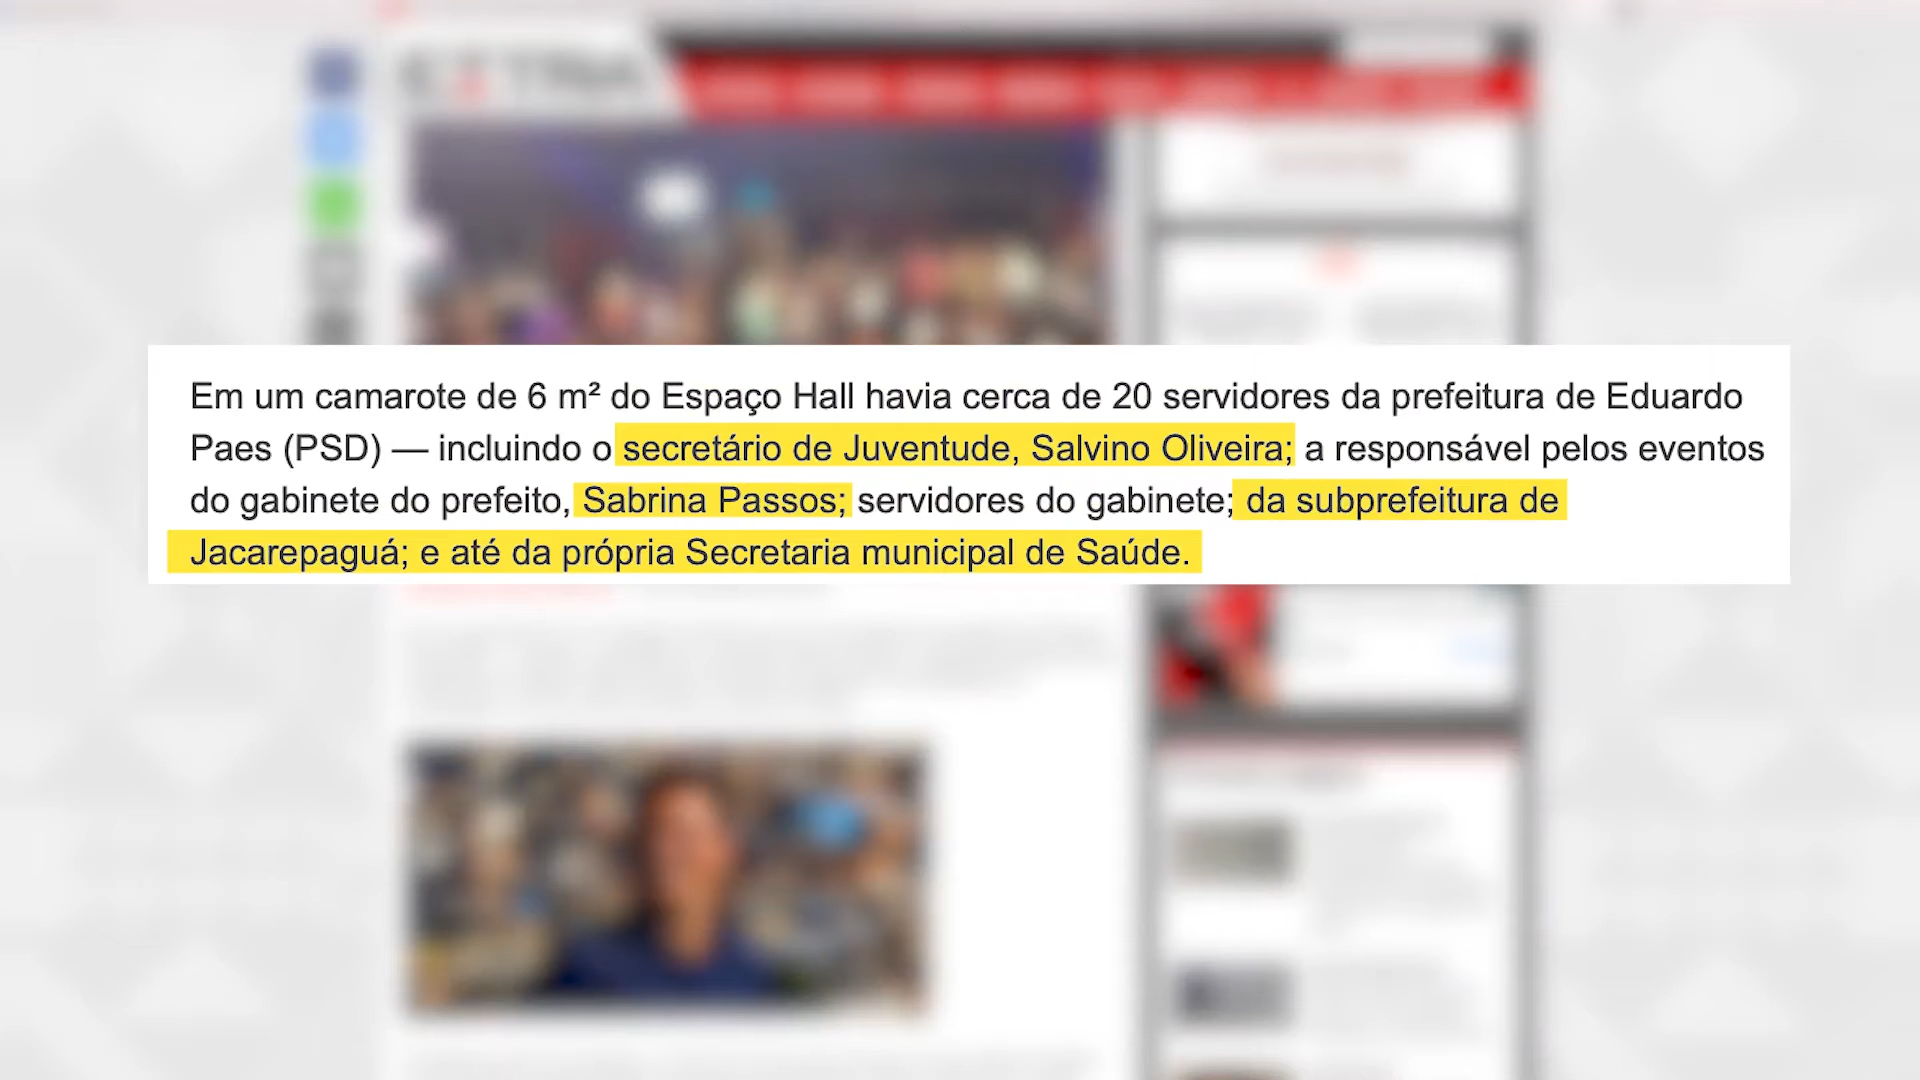 Em um camarote de 6 m² do Espaço Hall havia cerca de 20 servidores da prefeitura de Eduardo
Paes (PSD) — incluindo o secretário de Juventude, Salvino Oliveira; a responsável pelos eventos
do gabinete do prefeito, Sabrina Passos; servidores do gabinete; da subprefeitura de
Jacarepaguá; e até da própria Secretaria municipal de Saúde.